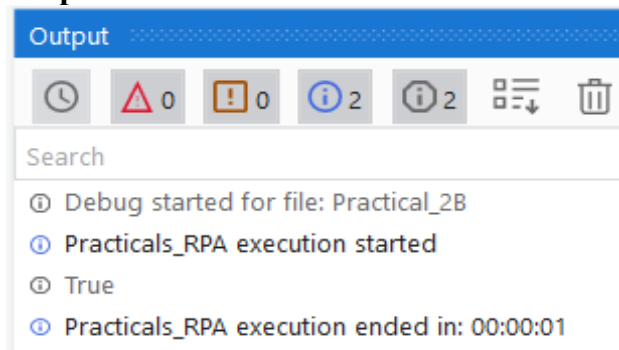 Output
0 0 2 2
Search
Debug started for file: Practical_2B
Practicals_RPA execution started
True
Practicals_RPA execution ended in: 00:00:01